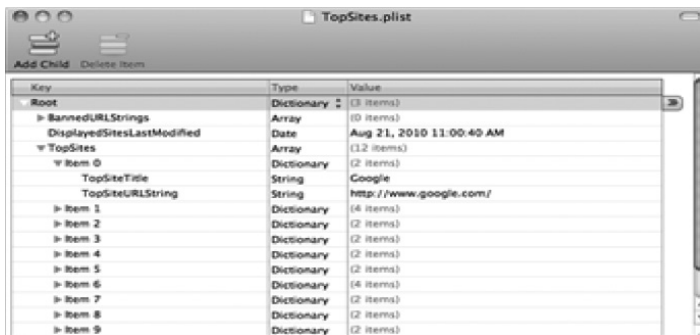 TopSites.plist
Add Child Delete Item
Key Type Value
Root Dictionary (3 items)
BannedURLStrings Array (0 items)
DisplayedSitesLastModified Date Aug 21, 2010 11:00:40 AM
TopSites Array (12 items)
Item 0 Dictionary (2 items)
TopSiteTitle String Google
TopSiteURLString String http://www.google.com/
Item 1 Dictionary (4 items)
Item 2 Dictionary (2 items)
Item 3 Dictionary (2 items)
Item 4 Dictionary (2 items)
Item 5 Dictionary (2 items)
Item 6 Dictionary (4 items)
Item 7 Dictionary (2 items)
Item 8 Dictionary (2 items)
Item 9 Dictionary (2 items)